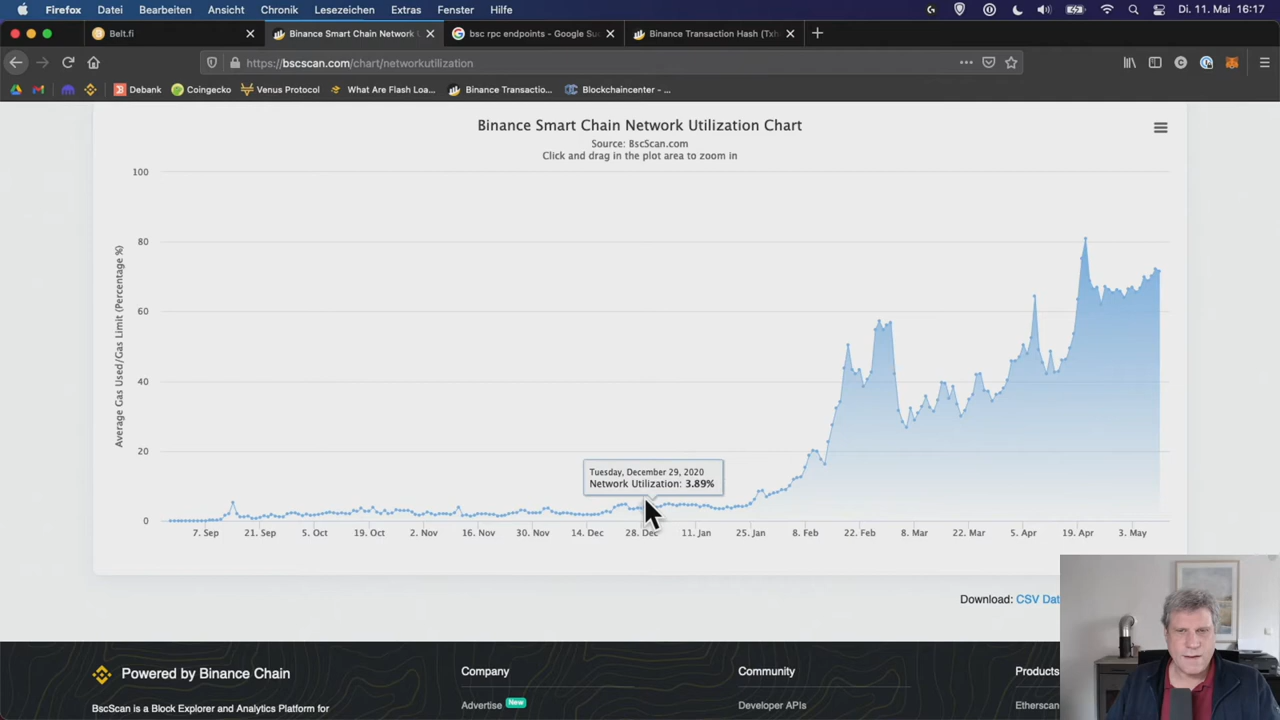 Firefox Datei Bearbeiten Ansicht Chronik Lesezeichen Extras Fenster Hilfe Di. 11. Mai 16:17
Belt.fi
Binance Smart Chain Network
bsc rpc endpoints - Google Su
Binance Transaction Hash (Txh
https://bscscan.com/chart/networkutilization
Debank Coingecko Venus Protocol What Are Flash Loa... Binance Transactio... Blockchaincenter - ...
Binance Smart Chain Network Utilization Chart
Source: BscScan.com
Click and drag in the plot area to zoom in
Average Gas Used/Gas Limit (Percentage %)
100
80
60
40
20
0
Tuesday, December 29, 2020
Network Utilization: 3.89%
7. Sep 21. Sep 5. Oct 19. Oct 2. Nov 16. Nov 30. Nov 14. Dec 28. Dec 11. Jan 25. Jan 8. Feb 22. Feb 8. Mar 22. Mar 5. Apr 19. Apr 3. May
Download: CSV Dat
Powered by Binance Chain
BscScan is a Block Explorer and Analytics Platform for
Company
Advertise New
Community
Developer APIs
Products
Etherscan